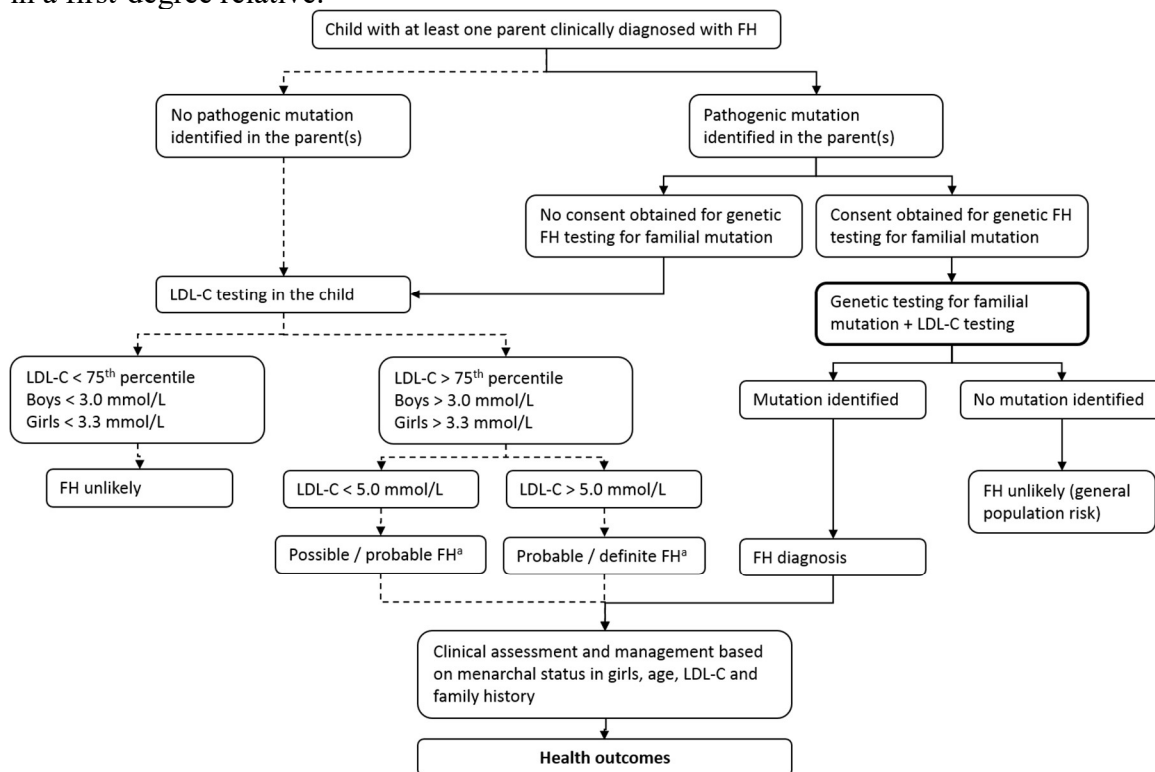 in a first-degree relative.
Child with at least one parent clinically diagnosed with FH
No pathogenic mutation
identified in the parent(s)
Pathogenic mutation
identified in the parent(s)
No consent obtained for genetic
FH testing for familial mutation
Consent obtained for genetic FH
testing for familial mutation
LDL-C testing in the child
Genetic testing for familial
mutation + LDL-C testing
LDL-C < 75th percentile
Boys < 3.0 mmol/L
Girls < 3.3 mmol/L
LDL-C > 75th percentile
Boys > 3.0 mmol/L
Girls > 3.3 mmol/L
Mutation identified
No mutation identified
FH unlikely
LDL-C < 5.0 mmol/L
LDL-C > 5.0 mmol/L
FH unlikely (general
population risk)
Possible / probable FHa
Probable / definite FHa
FH diagnosis
Clinical assessment and management based
on menarchal status in girls, age, LDL-C and
family history
Health outcomes